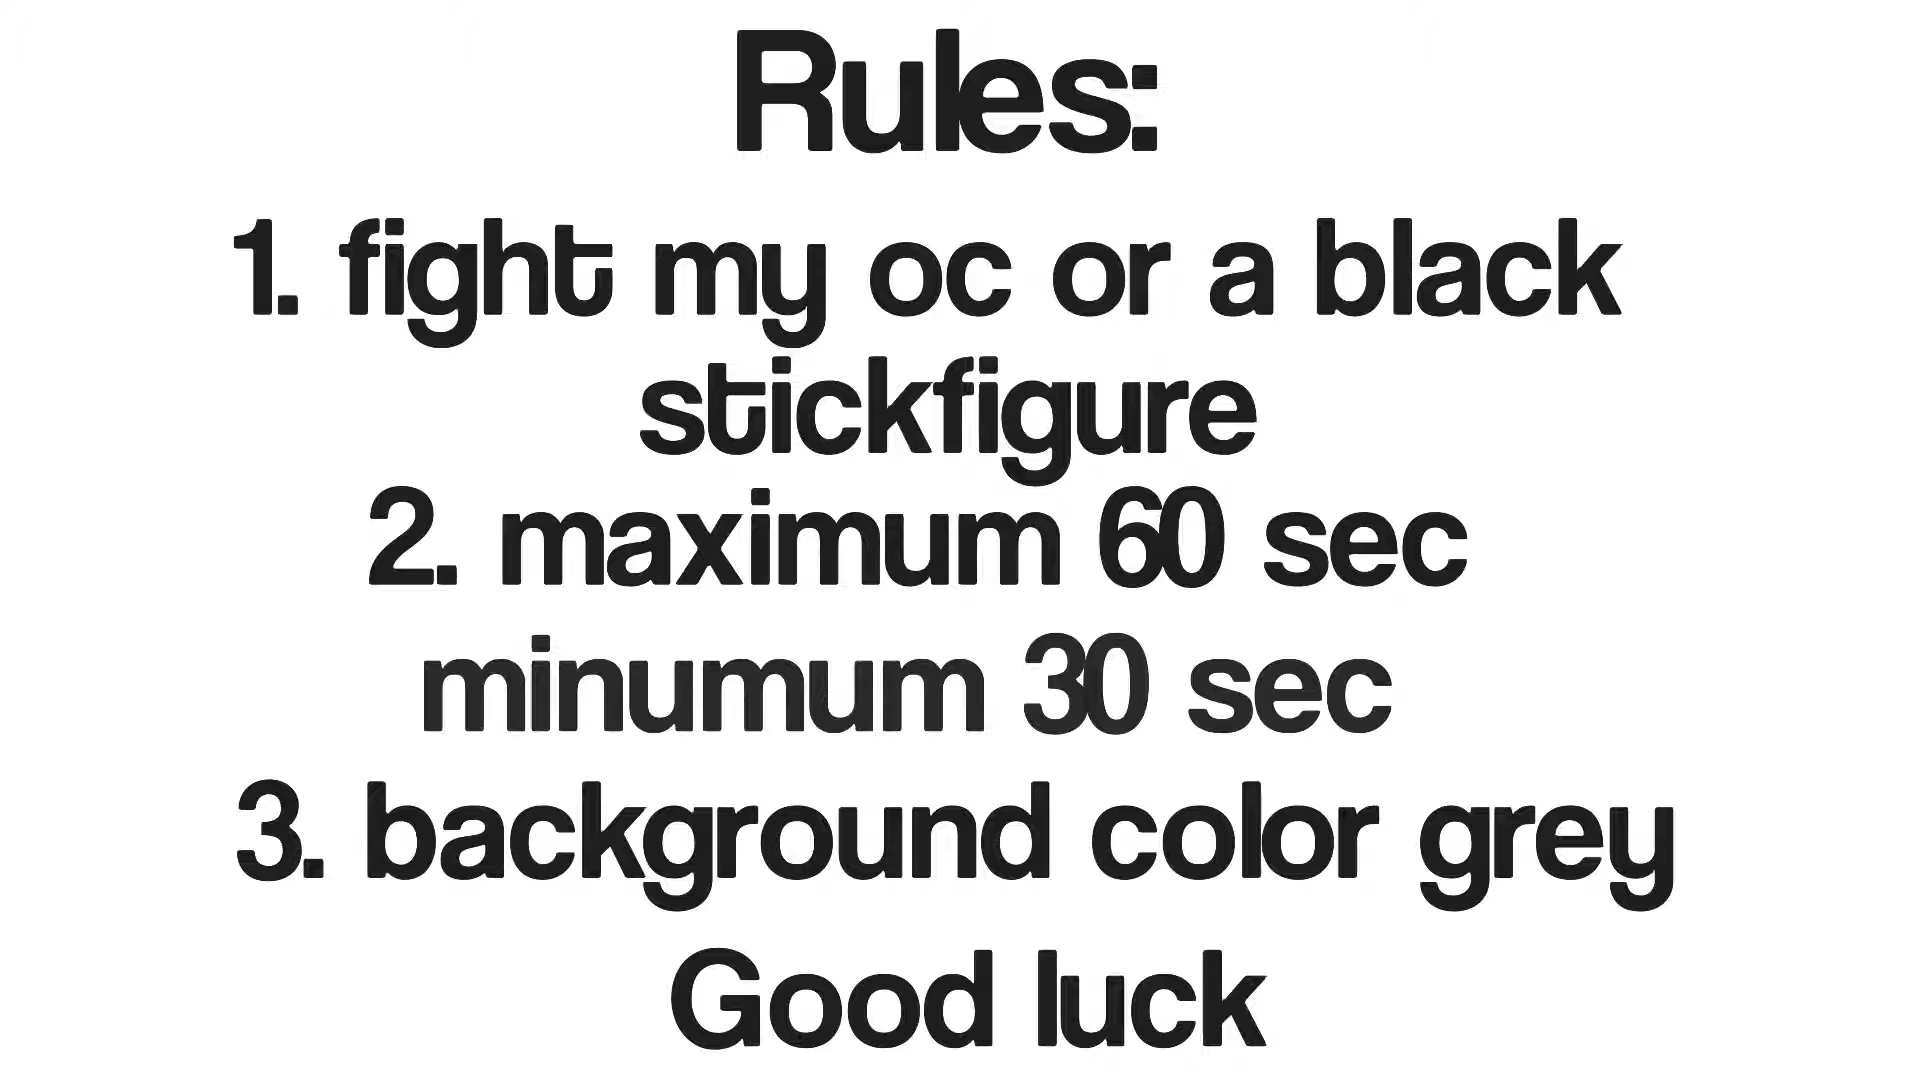 Rules:
1. fight my oc or a black
stickfigure
2. maximum 60 sec
minumum 30 sec
3. background color grey
Good luck